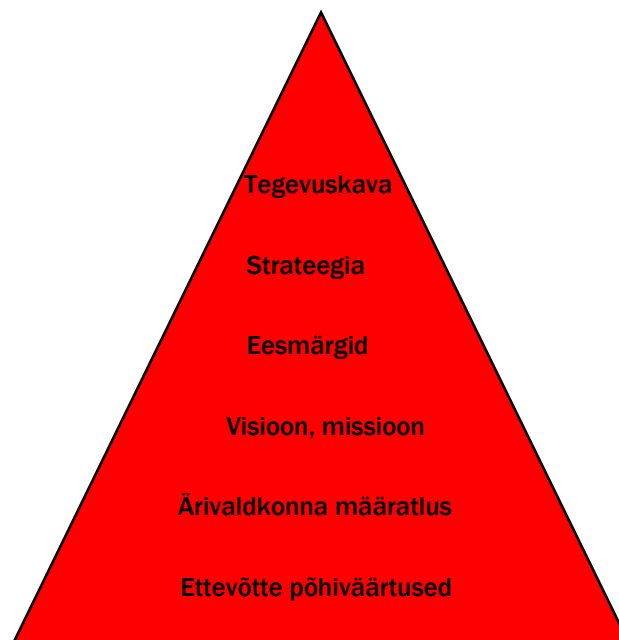 Tegevuskava
Strateegia
Eesmärgid
Visioon, missioon
Ärivaldkonna määratlus
Ettevõtte põhiväärtused